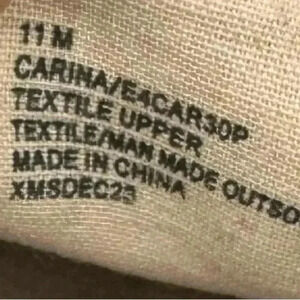 11 M
CARINA/E4CAR30P
TEXTILE UPPER
TEXTILE/MAN MADE OUTSO
MADE IN CHINA
XMSDEC23